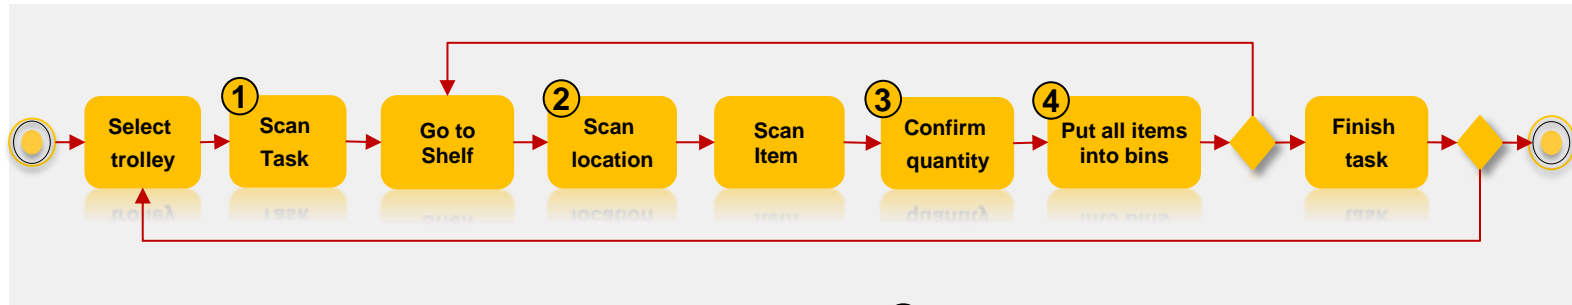 Select
trolley
1
Scan
Task
Go to
Shelf
2
Scan
location
Scan
Item
3
Confirm
quantity
4
Put all items
into bins
Finish
task